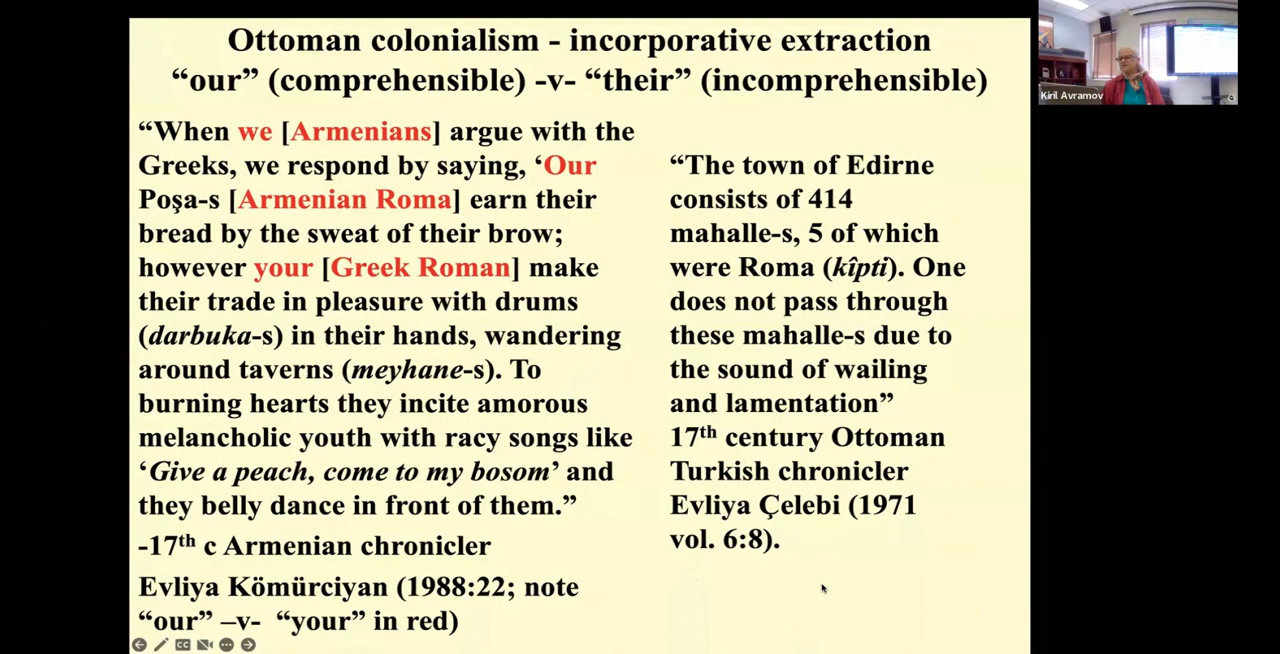 Ottoman colonialism - incorporative extraction
“our” (comprehensible) -v- “their” (incomprehensible)
“When we [Armenians] argue with the
Greeks, we respond by saying, ‘Our
Poşa-s [Armenian Roma] earn their
bread by the sweat of their brow;
however your [Greek Roman] make
their trade in pleasure with drums
(darbuka-s) in their hands, wandering
around taverns (meyhane-s). To
burning hearts they incite amorous
melancholic youth with racy songs like
‘Give a peach, come to my bosom’ and
they belly dance in front of them.”
-17th c Armenian chronicler
Evliya Kömürciyan (1988:22; note
“our” –v- “your” in red)
“The town of Edirne
consists of 414
mahalle-s, 5 of which
were Roma (kîpti). One
does not pass through
these mahalle-s due to
the sound of wailing
and lamentation”
17th century Ottoman
Turkish chronicler
Evliya Çelebi (1971
vol. 6:8).
Kiril Avramov
CC